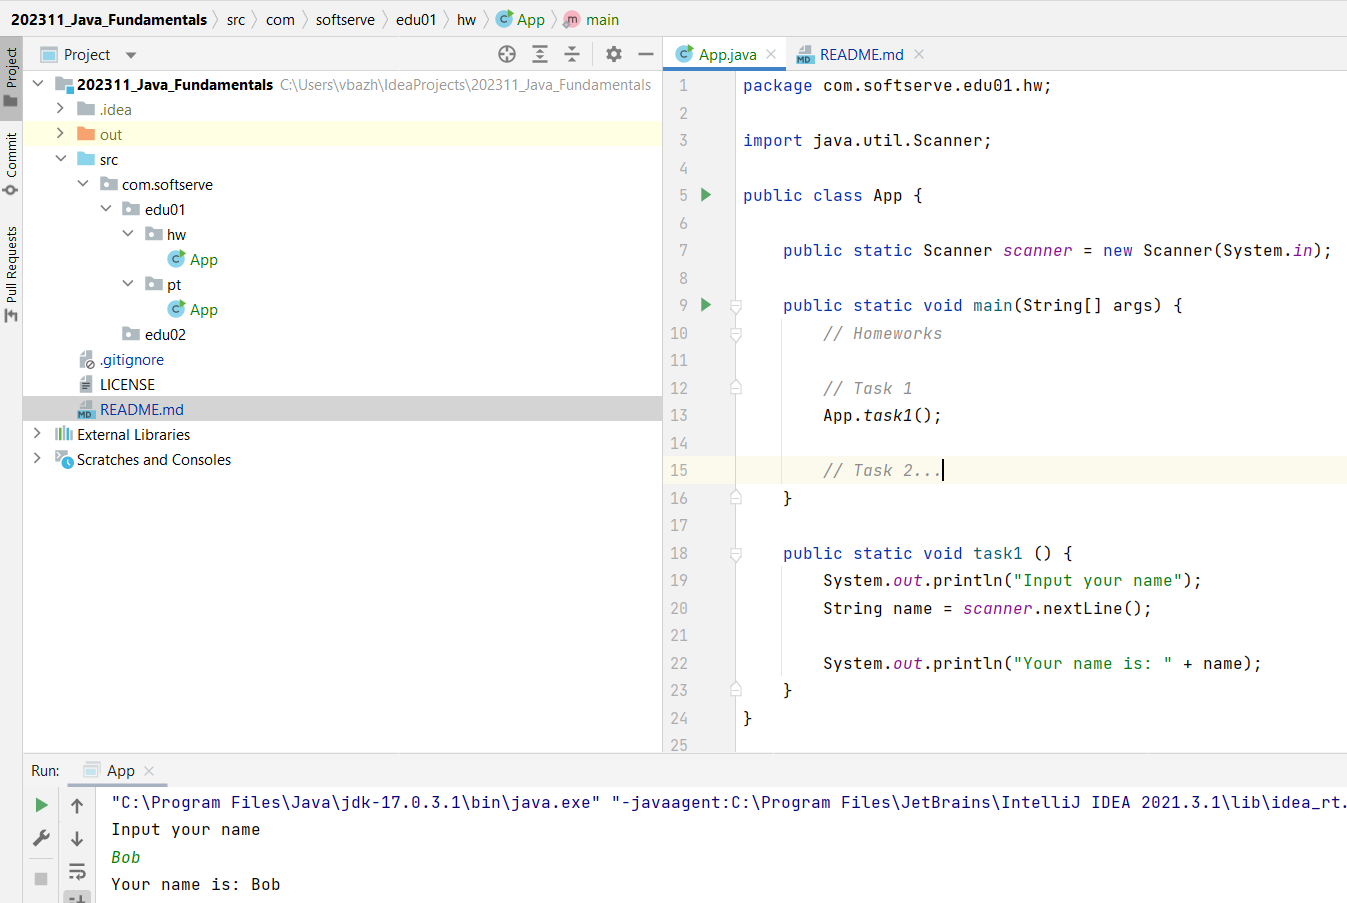 202311_Java_Fundamentals src com softserve edu01 hw App main
Project
Commit
Pull Requests
Project
202311_Java_Fundamentals C:\Users\vbazh\IdeaProjects\202311_Java_Fundamentals
.idea
out
src
com.softserve
edu01
hw
App
pt
App
edu02
.gitignore
LICENSE
README.md
External Libraries
Scratches and Consoles
App.java README.md
1 package com.softserve.edu01.hw;
2
3 import java.util.Scanner;
4
5 public class App {
6
7 public static Scanner scanner = new Scanner(System.in);
8
9 public static void main(String[] args) {
10 // Homeworks
11
12 // Task 1
13 App.task1();
14
15 // Task 2...
16 }
17
18 public static void task1 () {
19 System.out.println("Input your name");
20 String name = scanner.nextLine();
21
22 System.out.println("Your name is: " + name);
23 }
24 }
25
Run: App
"C:\Program Files\Java\jdk-17.0.3.1\bin\java.exe" "-javaagent:C:\Program Files\JetBrains\IntelliJ IDEA 2021.3.1\lib\idea_rt.
Input your name
Bob
Your name is: Bob